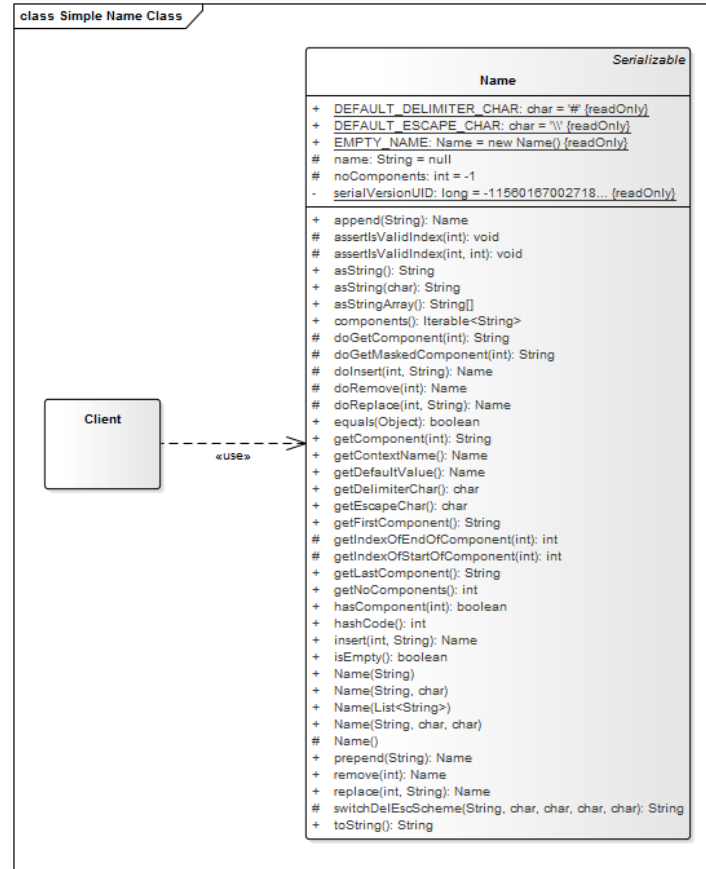 class Simple Name Class
Serializable
Name
+ DEFAULT_DELIMITER_CHAR: char = '#' {readOnly}
+ DEFAULT_ESCAPE_CHAR: char = '\\' {readOnly}
+ EMPTY_NAME: Name = new Name() {readOnly}
# name: String = null
# noComponents: int = -1
- serialVersionUID: long = -11560167002718... {readOnly}
+ append(String): Name
# assertIsValidIndex(int): void
# assertIsValidIndex(int, int): void
+ asString(): String
+ asString(char): String
+ asStringArray(): String[]
+ components(): Iterable<String>
# doGetComponent(int): String
# doGetMaskedComponent(int): String
# doInsert(int, String): Name
# doRemove(int): Name
# doReplace(int, String): Name
+ equals(Object): boolean
+ getComponent(int): String
+ getContextName(): Name
+ getDefaultValue(): Name
+ getDelimiterChar(): char
+ getEscapeChar(): char
+ getFirstComponent(): String
# getIndexOfEndOfComponent(int): int
# getIndexOfStartOfComponent(int): int
+ getLastComponent(): String
+ getNoComponents(): int
+ hasComponent(int): boolean
+ hashCode(): int
+ insert(int, String): Name
+ isEmpty(): boolean
+ Name(String)
+ Name(String, char)
+ Name(List<String>)
+ Name(String, char, char)
# Name()
+ prepend(String): Name
+ remove(int): Name
+ replace(int, String): Name
# switchDelEscScheme(String, char, char, char, char): String
+ toString(): String
Client
«use»